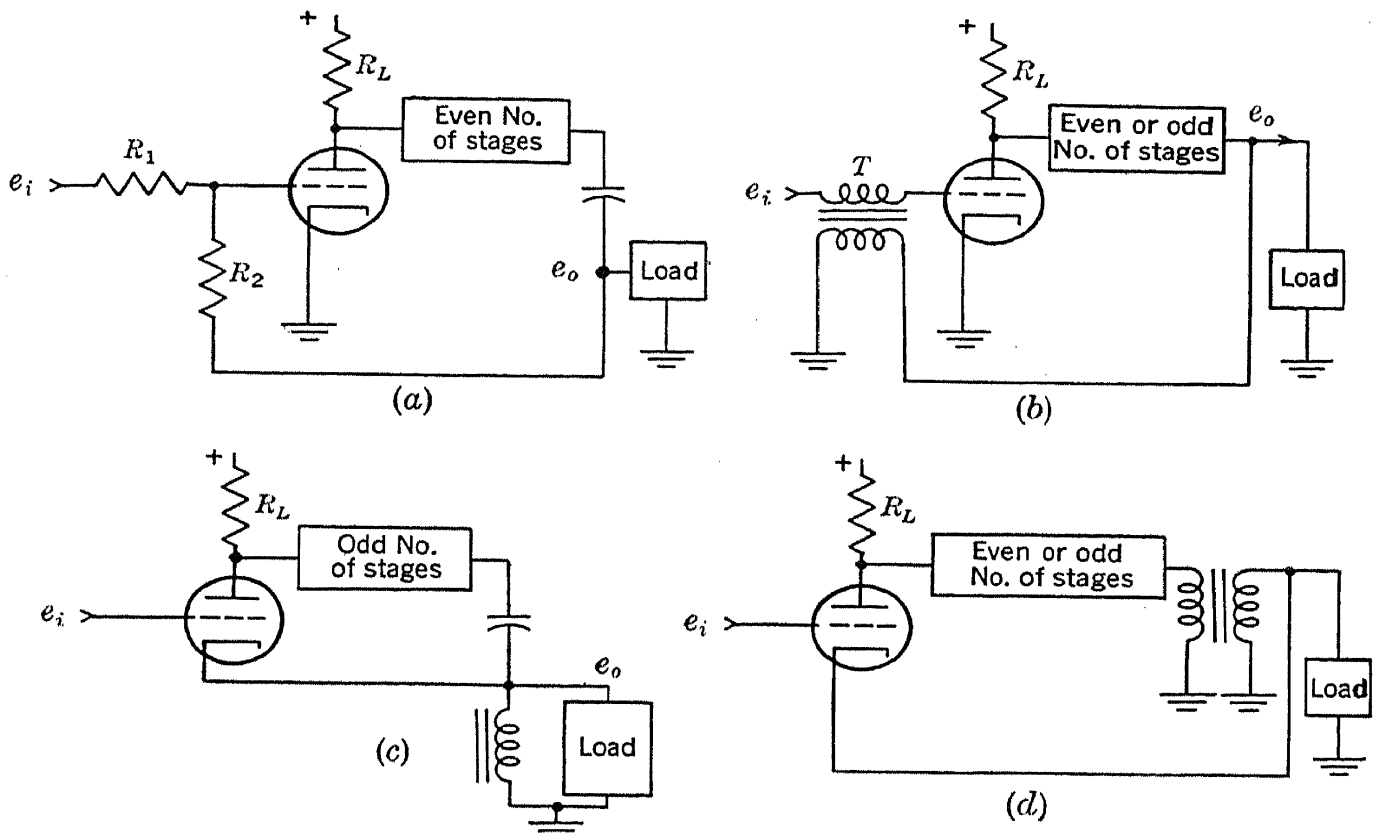 +
R_L
Even No.
of stages
R_1
e_i
R_2
e_o
Load
(a)
+
R_L
Even or odd
No. of stages
e_o
T
e_i
Load
(b)
+
R_L
Odd No.
of stages
e_i
e_o
Load
(c)
+
R_L
Even or odd
No. of stages
e_i
Load
(d)